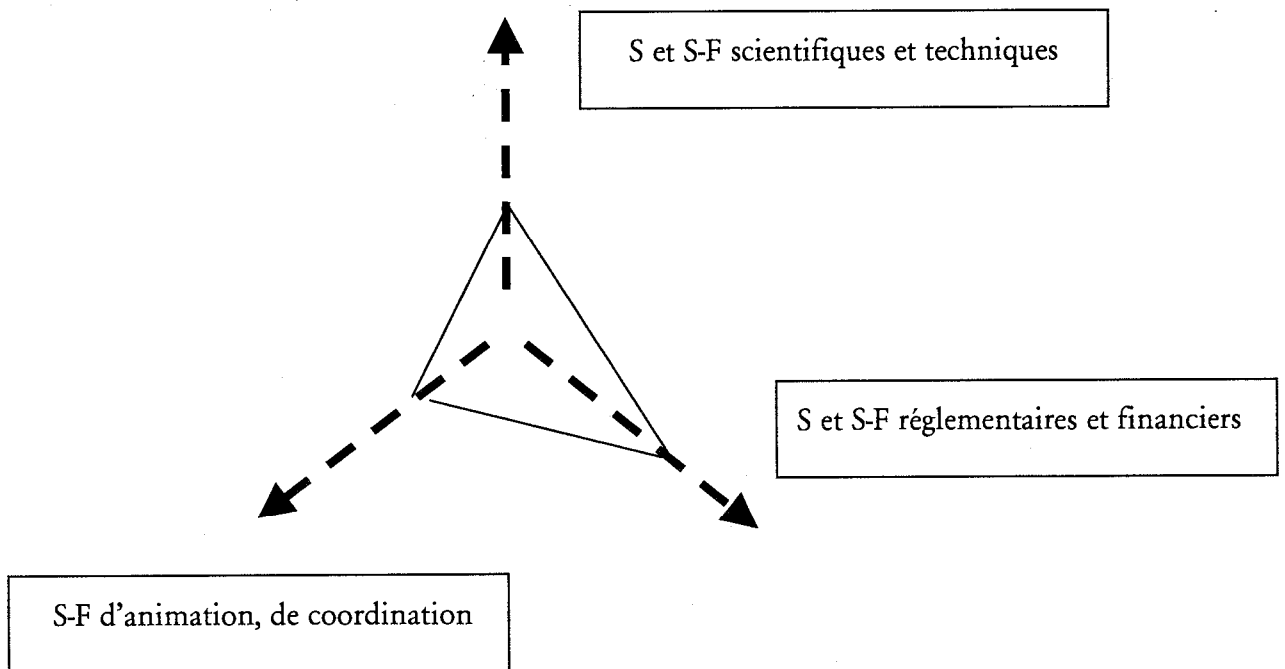 S et S-F scientifiques et techniques
S et S-F réglementaires et financiers
S-F d'animation, de coordination